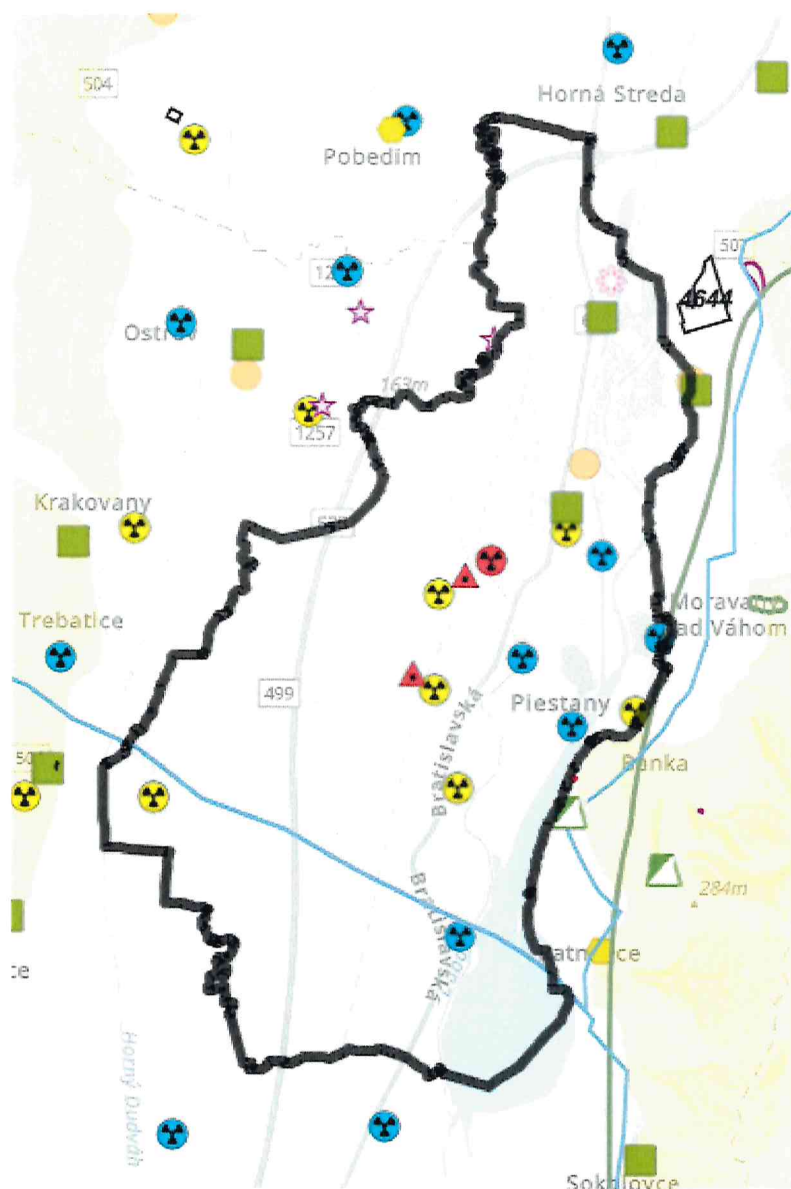 504
Horná Streda
Pobedim
507
4644
Ostrov
163m
1257
Krakovany
Trebatice
Morava
nad Váhom
499
Piešťany
Bratislavská
Banka
284m
Bratislavská
Ratnovce
Horný Dudváh
Sokolovce